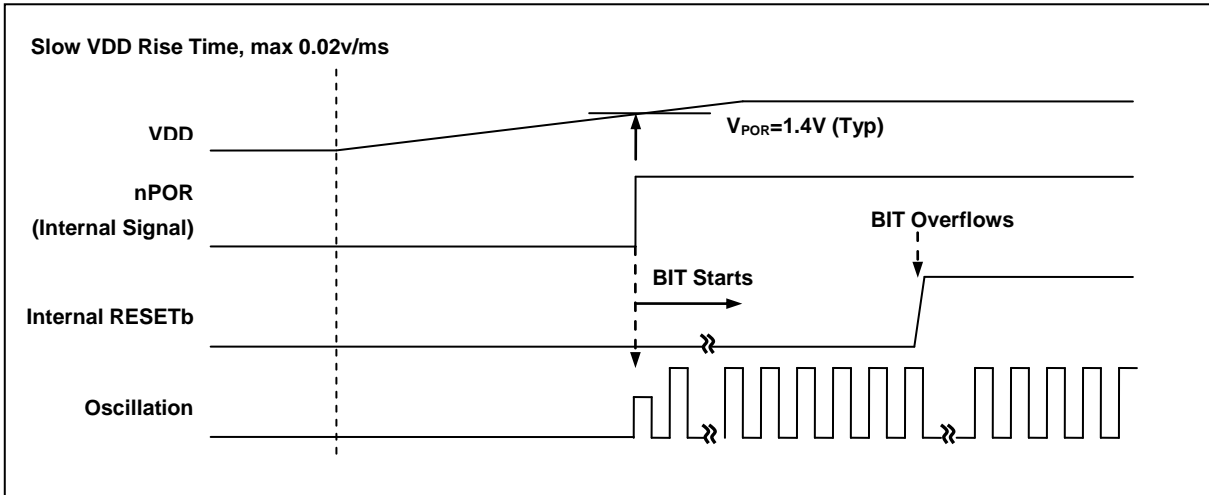 Slow VDD Rise Time, max 0.02v/ms
VDD
VPOR=1.4V (Typ)
nPOR
(Internal Signal)
BIT Overflows
BIT Starts
Internal RESETb
Oscillation